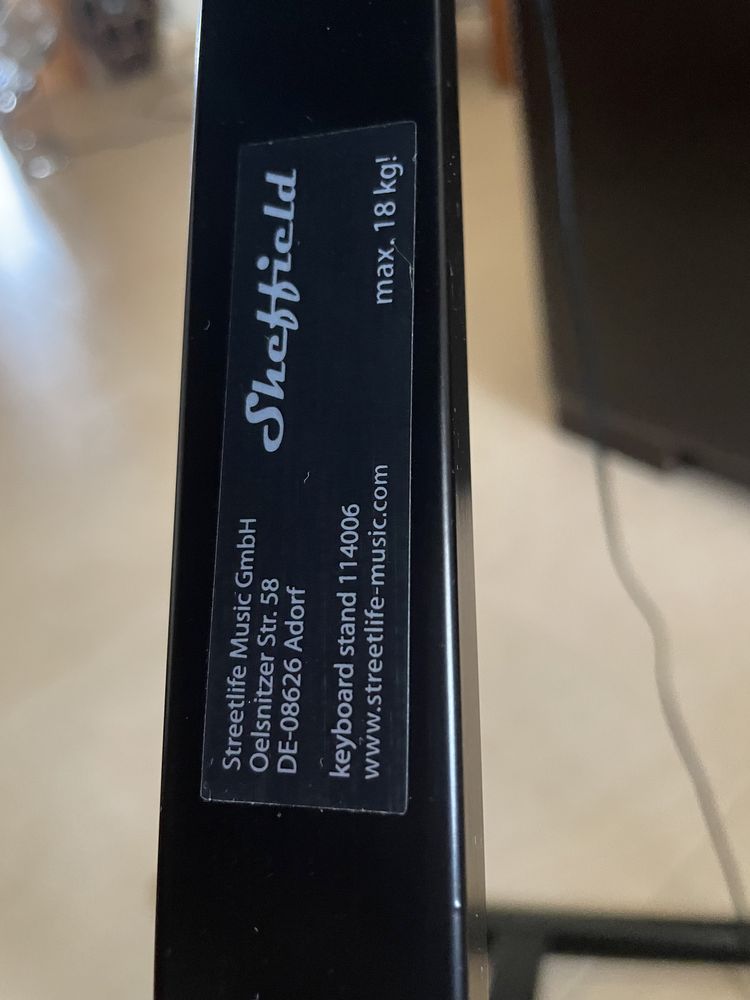 Streetlife Music GmbH
Oelsnitzer Str. 58
DE-08626 Adorf
Sheffield
keyboard stand 114006
www.streetlife-music.com
max. 18 kg!